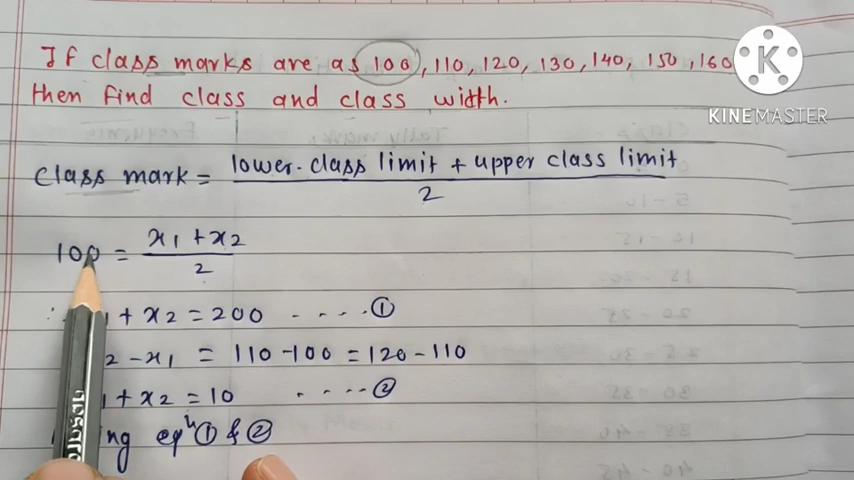 If class marks are as 100, 110, 120, 130, 140, 150, 160
then find class and class width.
K
KINEMASTER
class mark = lower class limit + upper class limit
2
100 = x1 + x2
2
+ x2 = 200 ..... ①
2 - x1 = 110 - 100 = 120 - 110
+ x2 = 10 ..... ②
ng eqⁿ ① & ②